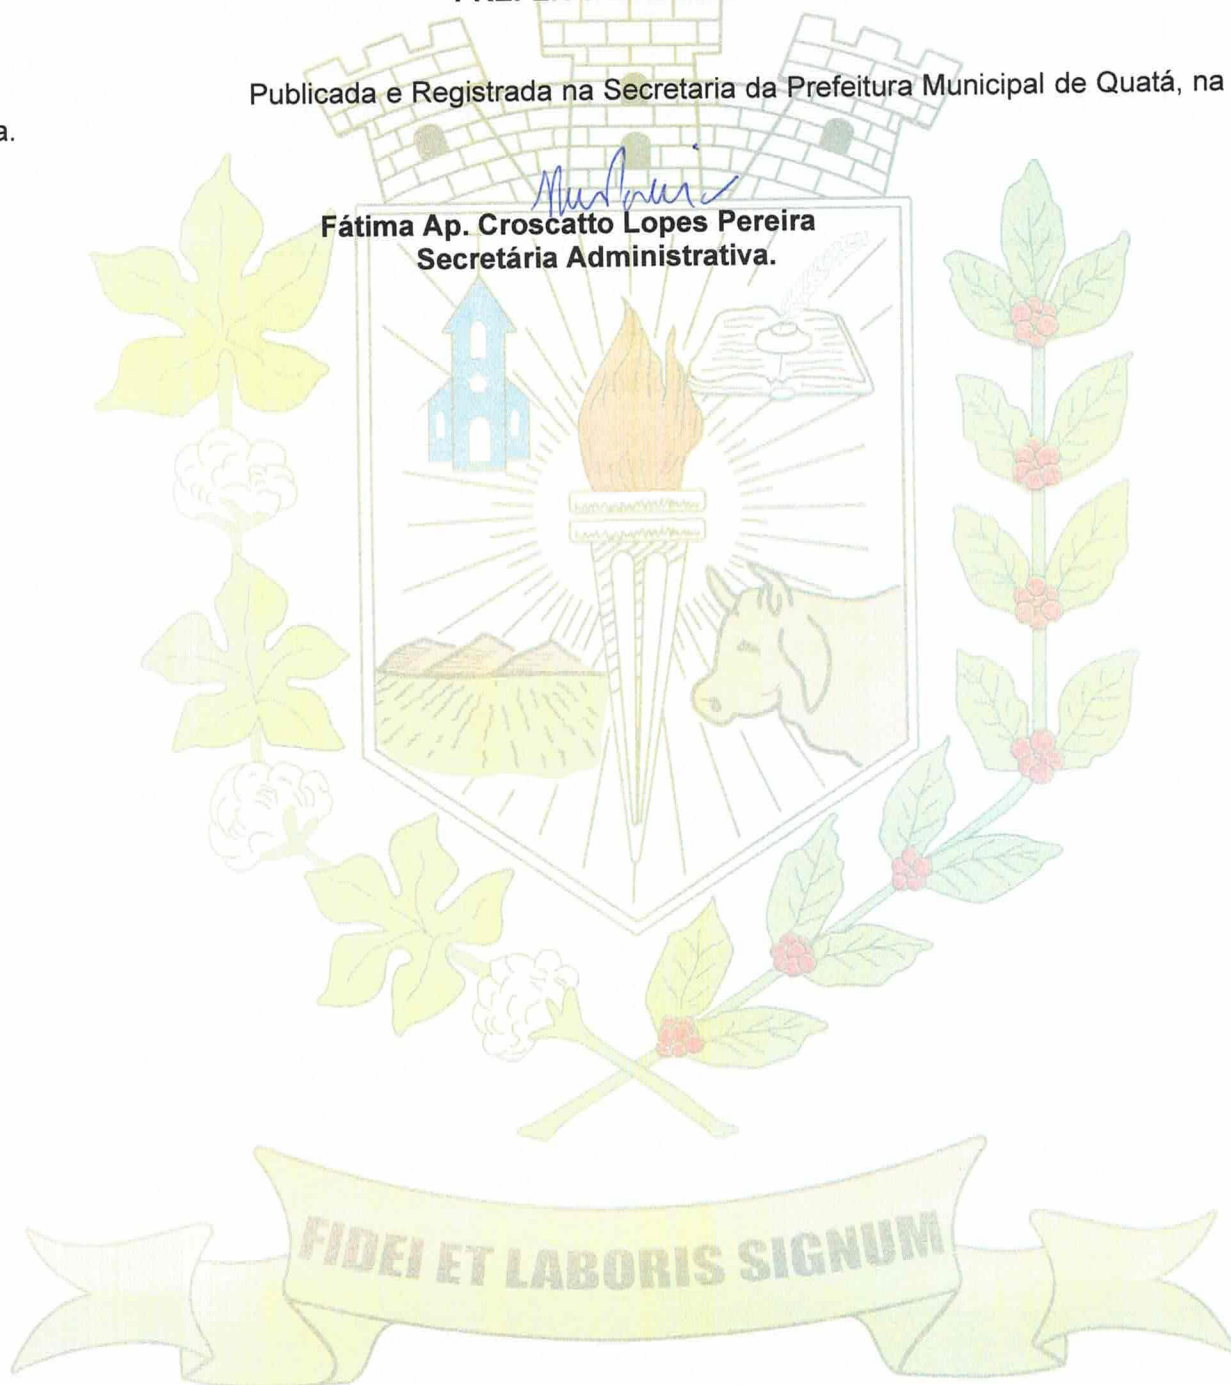 Publicada e Registrada na Secretaria da Prefeitura Municipal de Quatá, na
a.
Fátima Ap. Croscatto Lopes Pereira
Secretária Administrativa.
FIDEI ET LABORIS SIGNUM